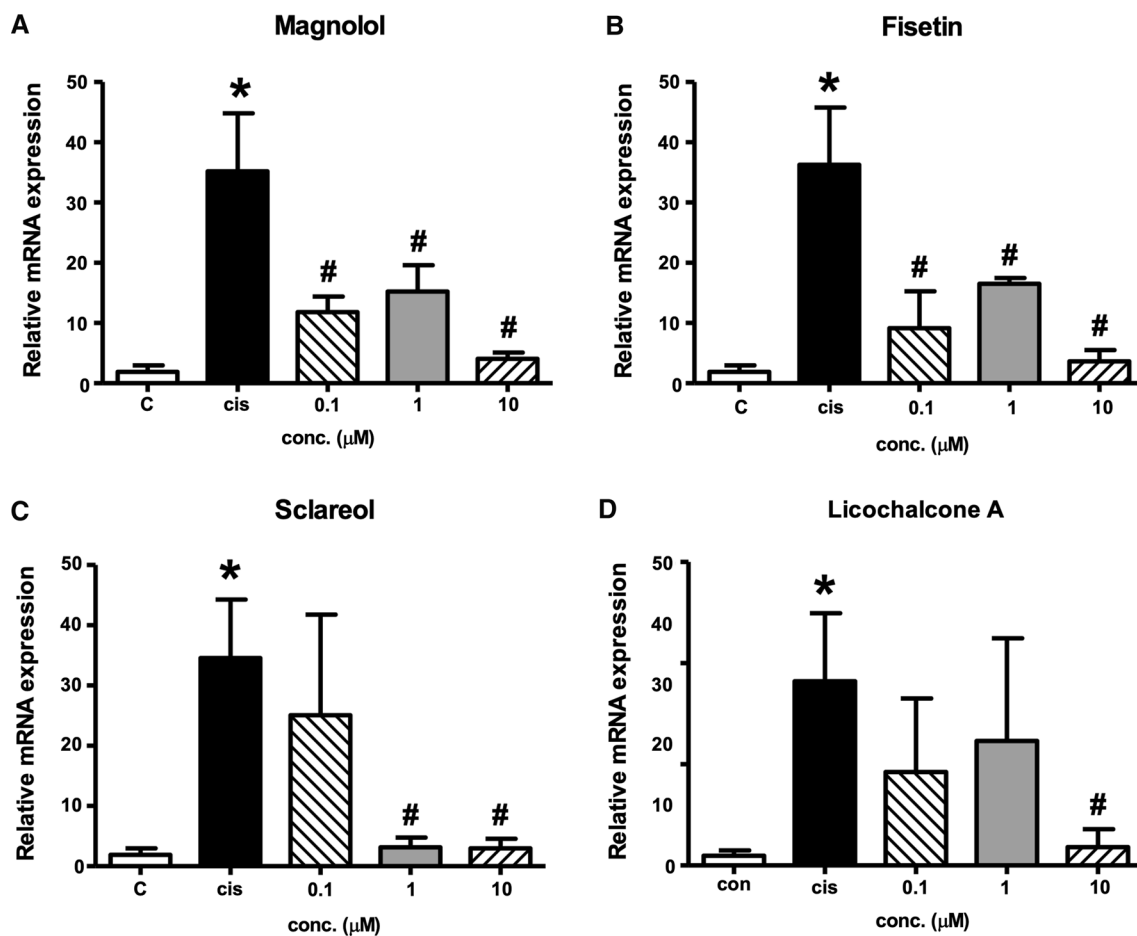 A
Magnolol
Relative mRNA expression
50
40
30
20
10
0
*
#
#
#
C cis 0.1 1 10
conc. (μM)
B
Fisetin
Relative mRNA expression
50
40
30
20
10
0
*
#
#
#
C cis 0.1 1 10
conc. (μM)
C
Sclareol
Relative mRNA expression
50
40
30
20
10
0
*
#
#
C cis 0.1 1 10
conc. (μM)
D
Licochalcone A
Relative mRNA expression
50
40
30
20
10
0
*
#
con cis 0.1 1 10
conc. (μM)